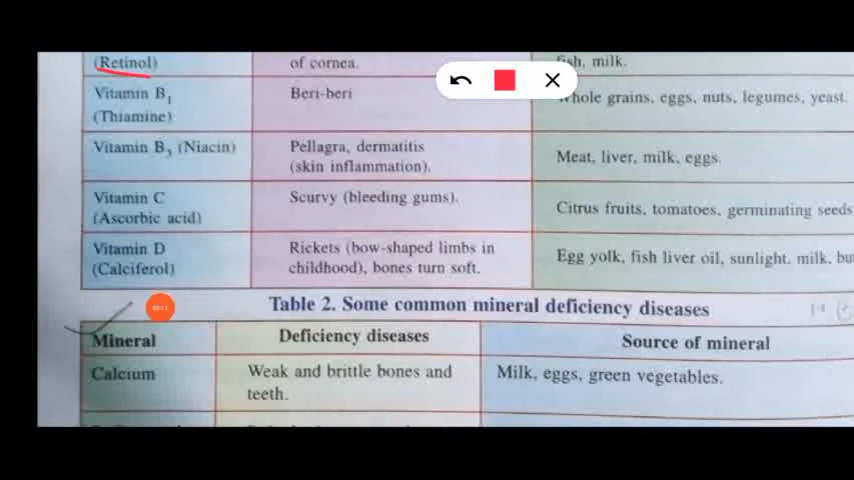 (Retinol) of cornea. fish, milk.
Vitamin B₁ Beri-beri Whole grains, eggs, nuts, legumes, yeast.
(Thiamine)
Vitamin B₃ (Niacin) Pellagra, dermatitis
(skin inflammation). Meat, liver, milk, eggs.
Vitamin C Scurvy (bleeding gums).
(Ascorbic acid) Citrus fruits, tomatoes, germinating seeds
Vitamin D Rickets (bow-shaped limbs in Egg yolk, fish liver oil, sunlight, milk,
(Calciferol) childhood), bones turn soft.
Table 2. Some common mineral deficiency diseases
Mineral Deficiency diseases Source of mineral
Calcium Weak and brittle bones and Milk, eggs, green vegetables.
teeth.